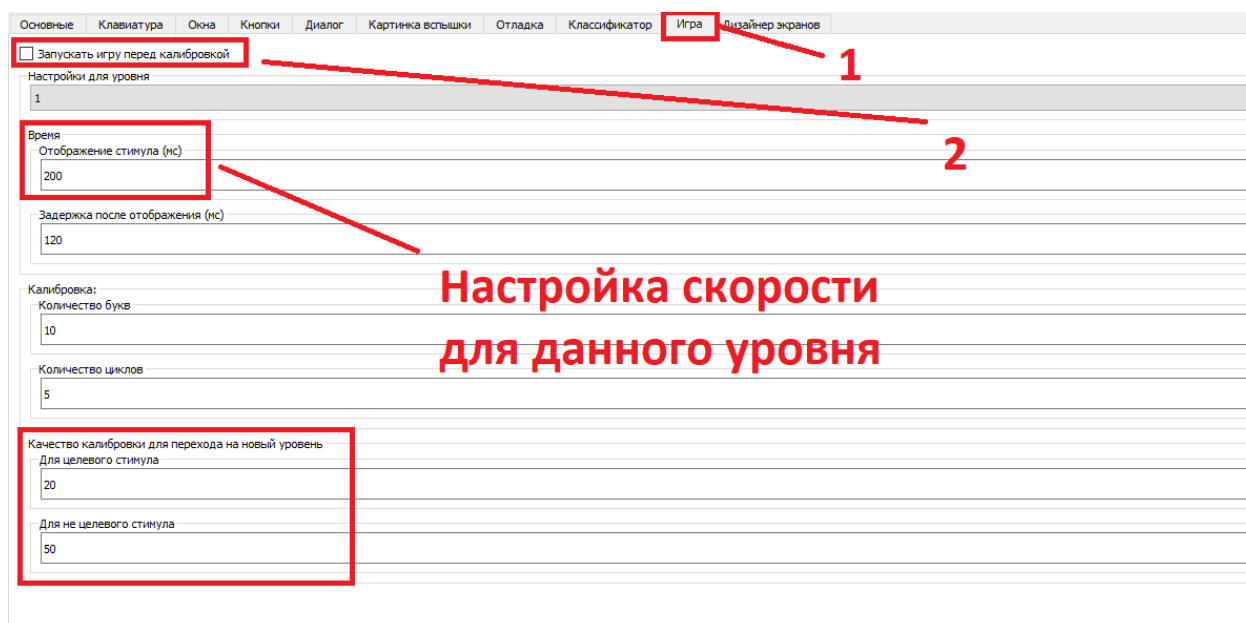 Основные Клавиатура Окна Кнопки Диалог Картинка вспышки Отладка Классификатор Игра Дизайнер экранов
Запускать игру перед калибровкой
1
Настройки для уровня
1
Время
2
Отображение стимула (мс)
200
Задержка после отображения (мс)
120
Настройка скорости
для данного уровня
Калибровка:
Количество букв
10
Количество циклов
5
Качество калибровки для перехода на новый уровень
Для целевого стимула
20
Для не целевого стимула
50